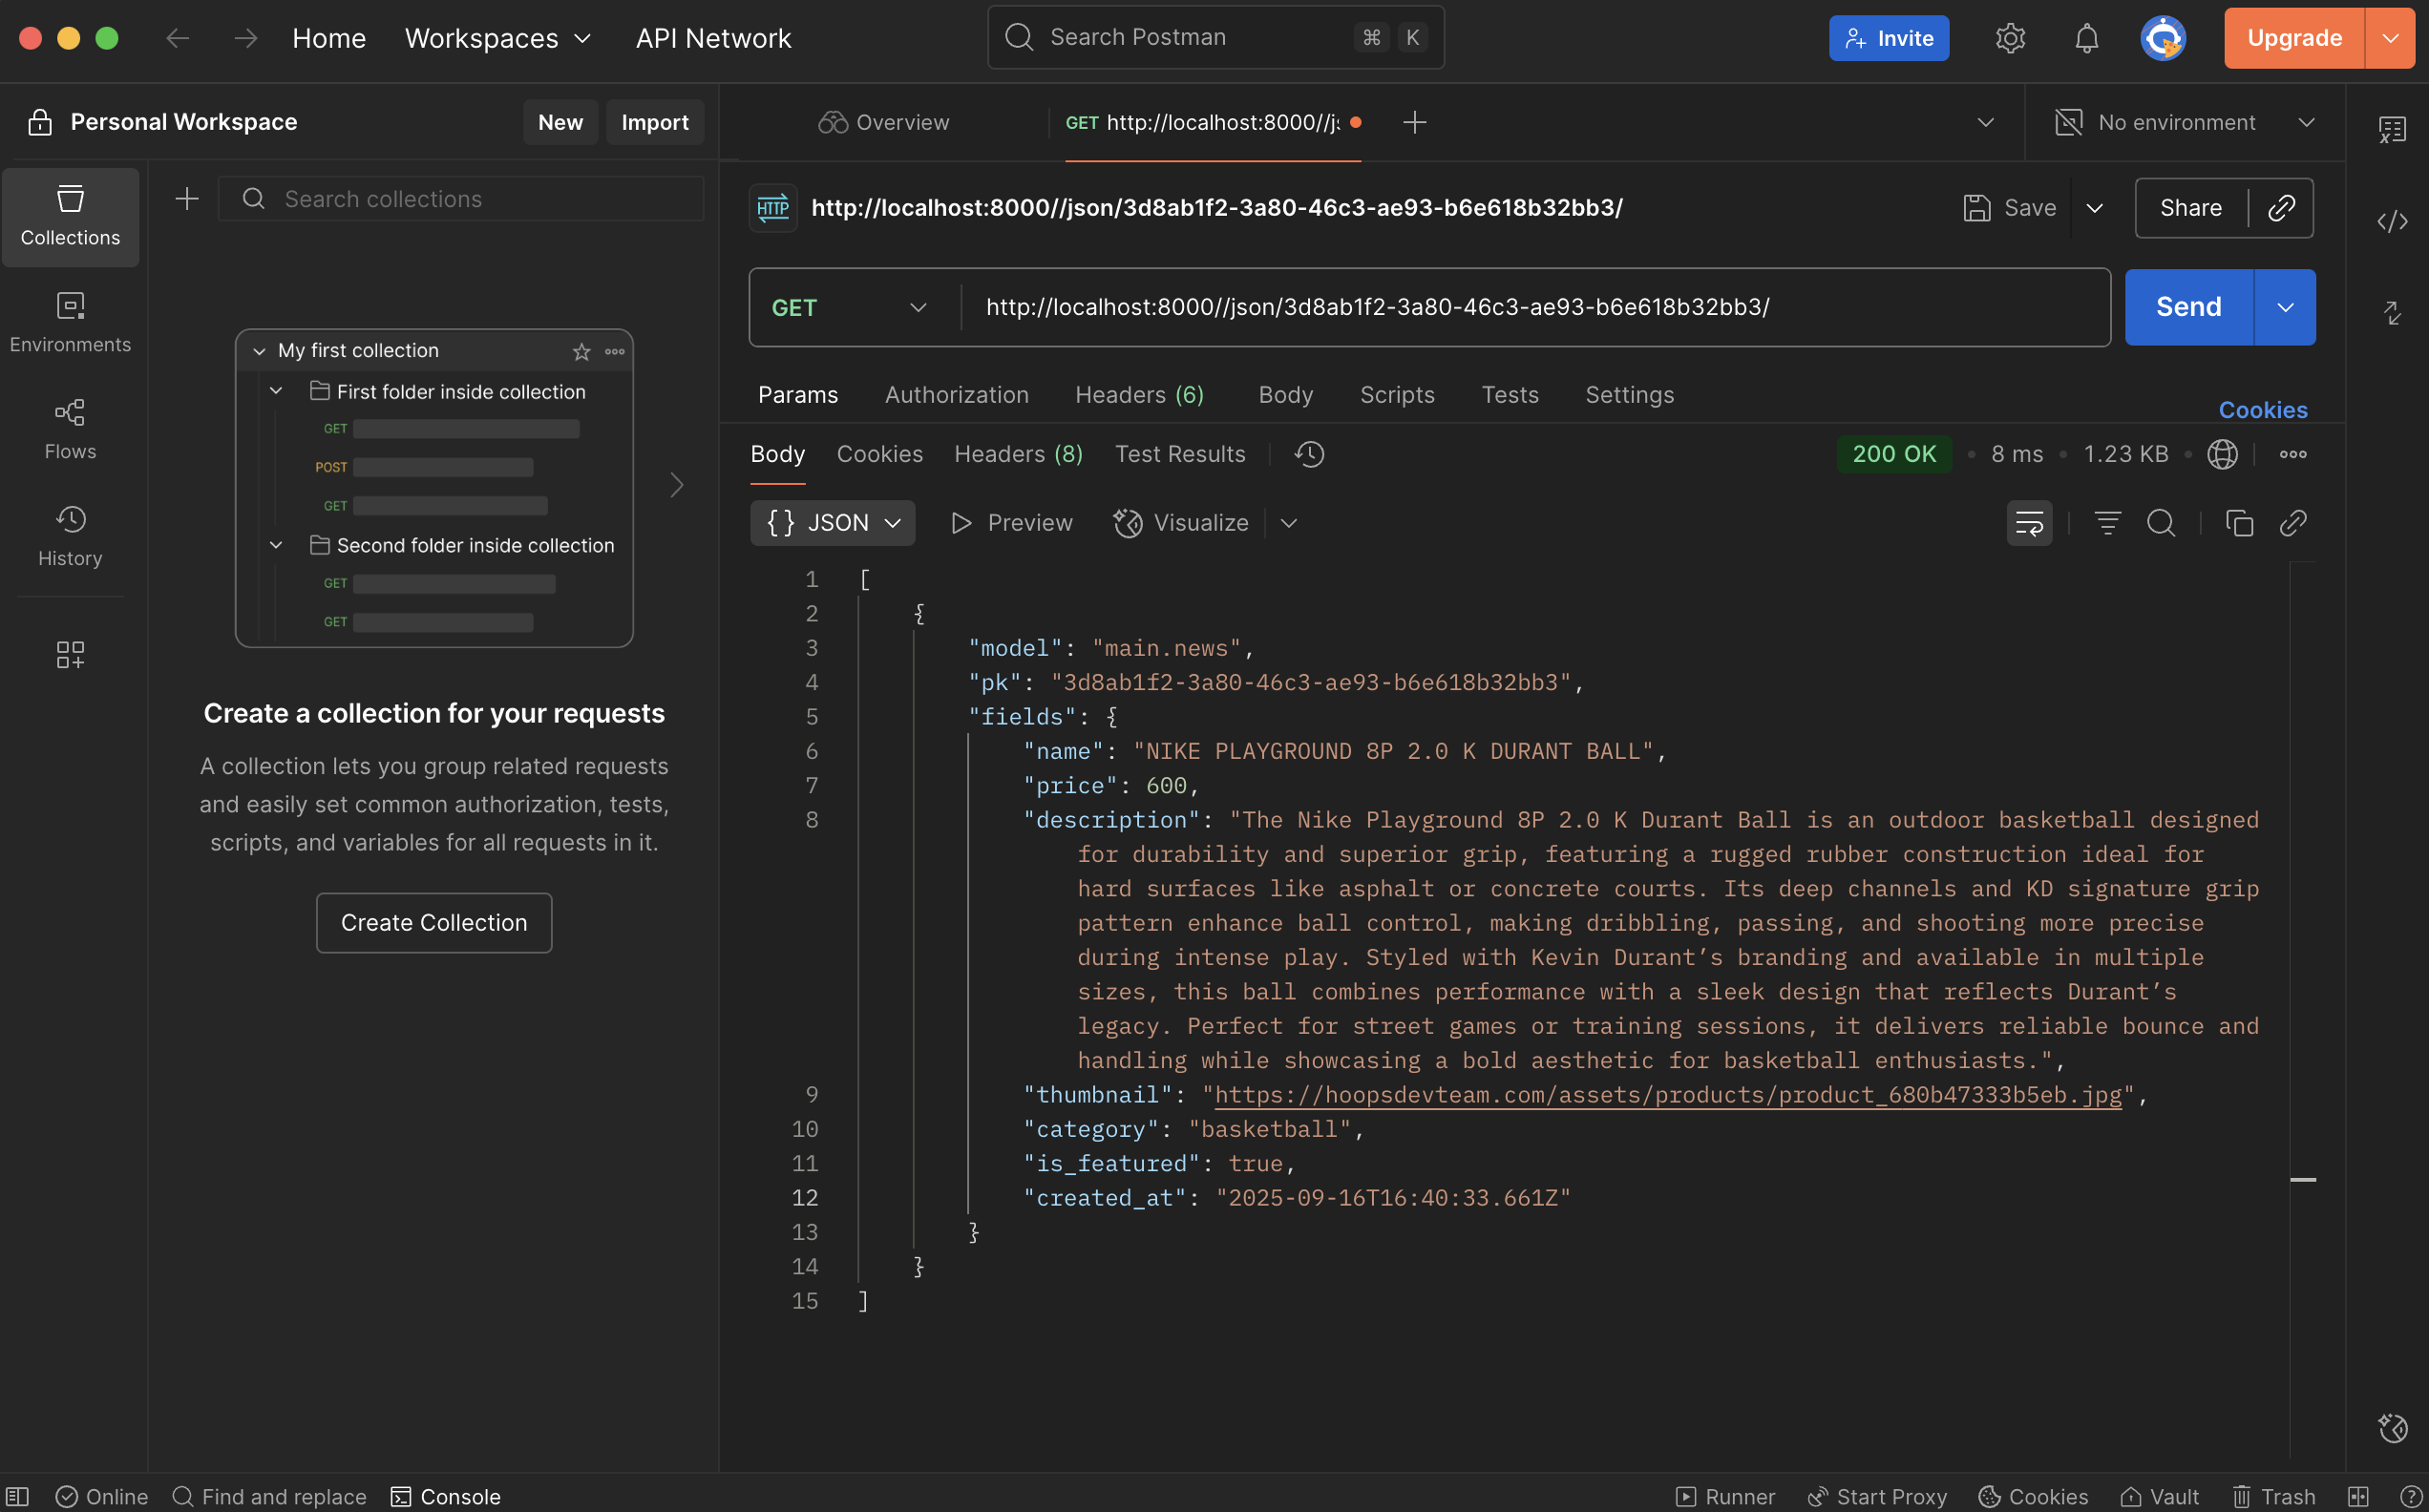 Home
Workspaces
API Network
Search Postman
⌘ K
Invite
Upgrade
Personal Workspace
New
Import
Overview
GET http://localhost:8000//j
No environment
Collections
Environments
Flows
History
Search collections
My first collection
First folder inside collection
GET
POST
GET
Second folder inside collection
GET
GET
Create a collection for your requests
A collection lets you group related requests
and easily set common authorization, tests,
scripts, and variables for all requests in it.
Create Collection
HTTP
http://localhost:8000//json/3d8ab1f2-3a80-46c3-ae93-b6e618b32bb3/
Save
Share
GET
http://localhost:8000//json/3d8ab1f2-3a80-46c3-ae93-b6e618b32bb3/
Send
Params Authorization Headers (6) Body Scripts Tests Settings
Cookies
Body Cookies Headers (8) Test Results
200 OK • 8 ms • 1.23 KB •
{} JSON
Preview
Visualize
1 [
2 {
3 "model": "main.news",
4 "pk": "3d8ab1f2-3a80-46c3-ae93-b6e618b32bb3",
5 "fields": {
6 "name": "NIKE PLAYGROUND 8P 2.0 K DURANT BALL",
7 "price": 600,
8 "description": "The Nike Playground 8P 2.0 K Durant Ball is an outdoor basketball designed
for durability and superior grip, featuring a rugged rubber construction ideal for
hard surfaces like asphalt or concrete courts. Its deep channels and KD signature grip
pattern enhance ball control, making dribbling, passing, and shooting more precise
during intense play. Styled with Kevin Durant’s branding and available in multiple
sizes, this ball combines performance with a sleek design that reflects Durant’s
legacy. Perfect for street games or training sessions, it delivers reliable bounce and
handling while showcasing a bold aesthetic for basketball enthusiasts.",
9 "thumbnail": "https://hoopsdevteam.com/assets/products/product_680b47333b5eb.jpg",
10 "category": "basketball",
11 "is_featured": true,
12 "created_at": "2025-09-16T16:40:33.661Z"
13 }
14 }
15 ]
Online
Find and replace
Console
Runner
Start Proxy
Cookies
Vault
Trash